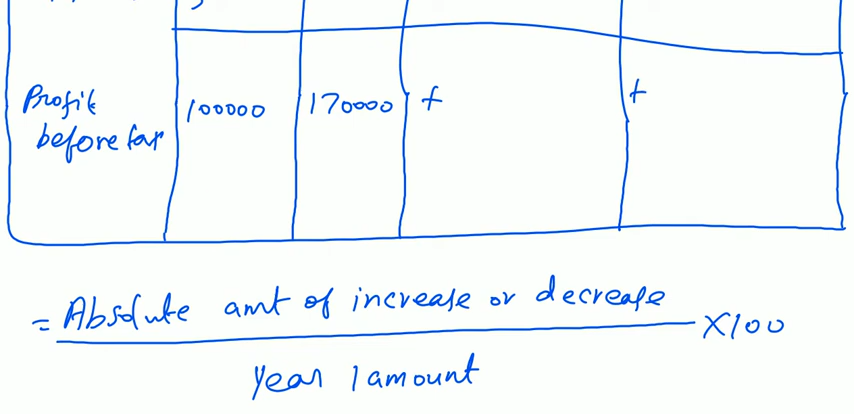 Profit 100000 170000 + +
before tax
= Absolute amt of increase or decrease X100
Year 1 amount